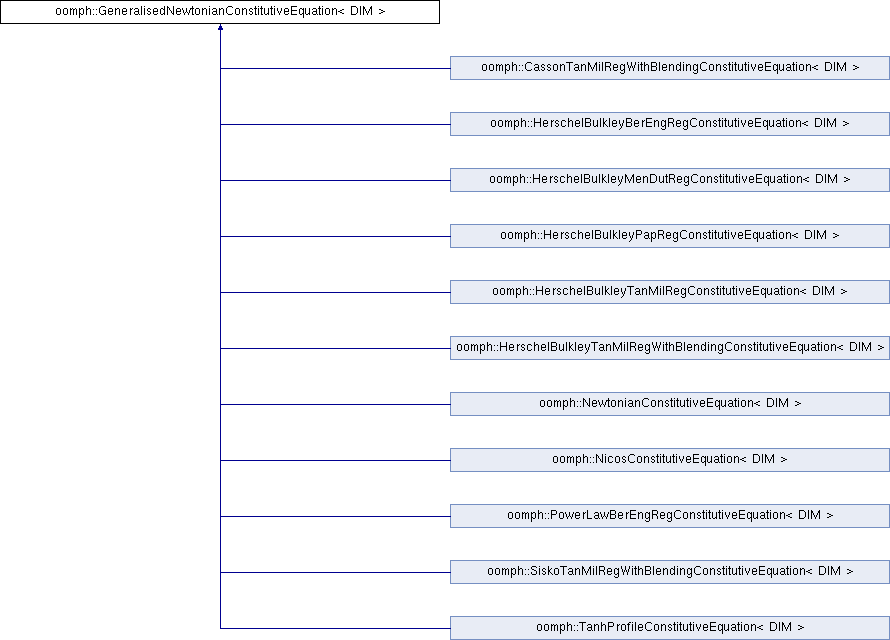 oomph::GeneralisedNewtonianConstitutiveEquation< DIM >
oomph::CassonTanMilRegWithBlendingConstitutiveEquation< DIM >
oomph::HerschelBulkleyBerEngRegConstitutiveEquation< DIM >
oomph::HerschelBulkleyMenDutRegConstitutiveEquation< DIM >
oomph::HerschelBulkleyPapRegConstitutiveEquation< DIM >
oomph::HerschelBulkleyTanMilRegConstitutiveEquation< DIM >
oomph::HerschelBulkleyTanMilRegWithBlendingConstitutiveEquation< DIM >
oomph::NewtonianConstitutiveEquation< DIM >
oomph::NicosConstitutiveEquation< DIM >
oomph::PowerLawBerEngRegConstitutiveEquation< DIM >
oomph::SiskoTanMilRegWithBlendingConstitutiveEquation< DIM >
oomph::TanhProfileConstitutiveEquation< DIM >